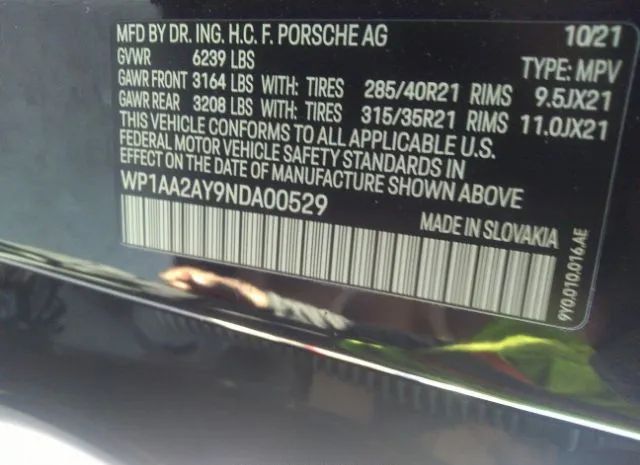 MFD BY DR. ING. H.C. F. PORSCHE AG 10/21
GVWR 6239 LBS TYPE: MPV
GAWR FRONT 3164 LBS WITH: TIRES 285/40R21 RIMS 9.5JX21
GAWR REAR 3208 LBS WITH: TIRES 315/35R21 RIMS 11.0JX21
THIS VEHICLE CONFORMS TO ALL APPLICABLE U.S.
FEDERAL MOTOR VEHICLE SAFETY STANDARDS IN
EFFECT ON THE DATE OF MANUFACTURE SHOWN ABOVE
WP1AA2AY9NDA00529
MADE IN SLOVAKIA
9Y0.010.016.AE